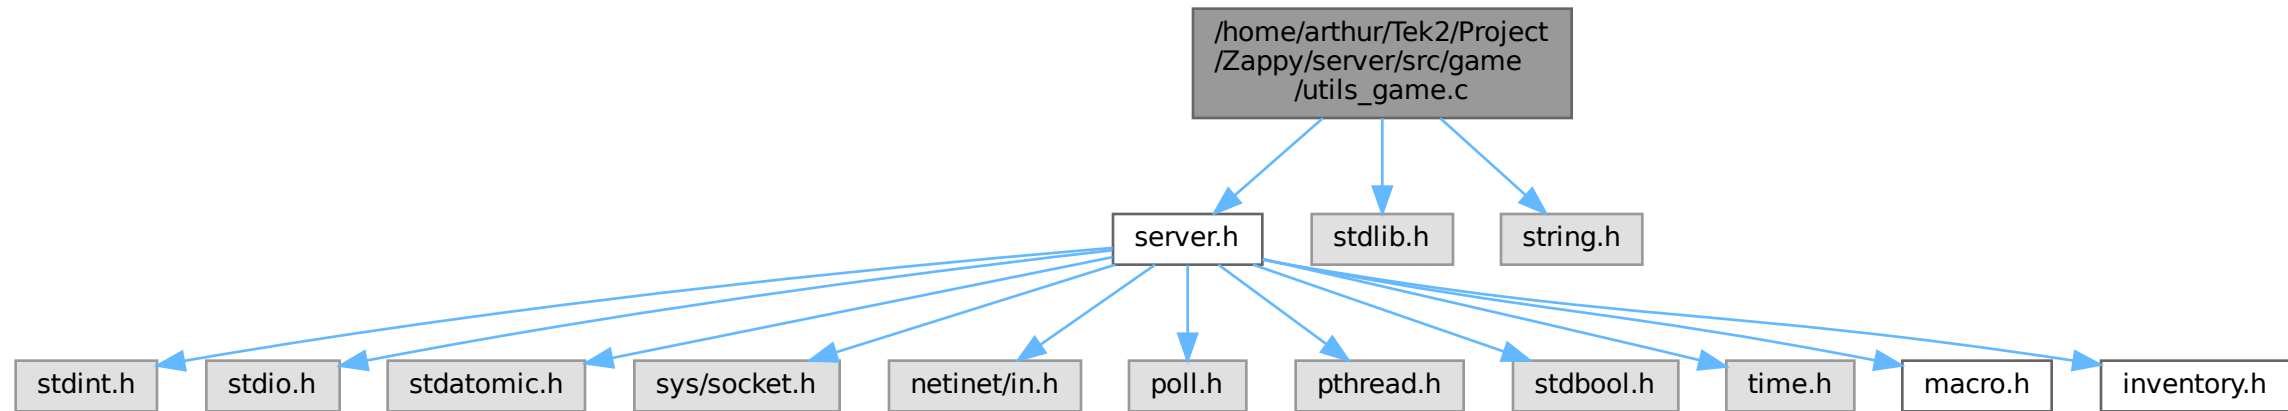 /home/arthur/Tek2/Project
/Zappy/server/src/game
/utils_game.c
server.h
stdlib.h
string.h
stdint.h
stdio.h
stdatomic.h
sys/socket.h
netinet/in.h
poll.h
pthread.h
stdbool.h
time.h
macro.h
inventory.h